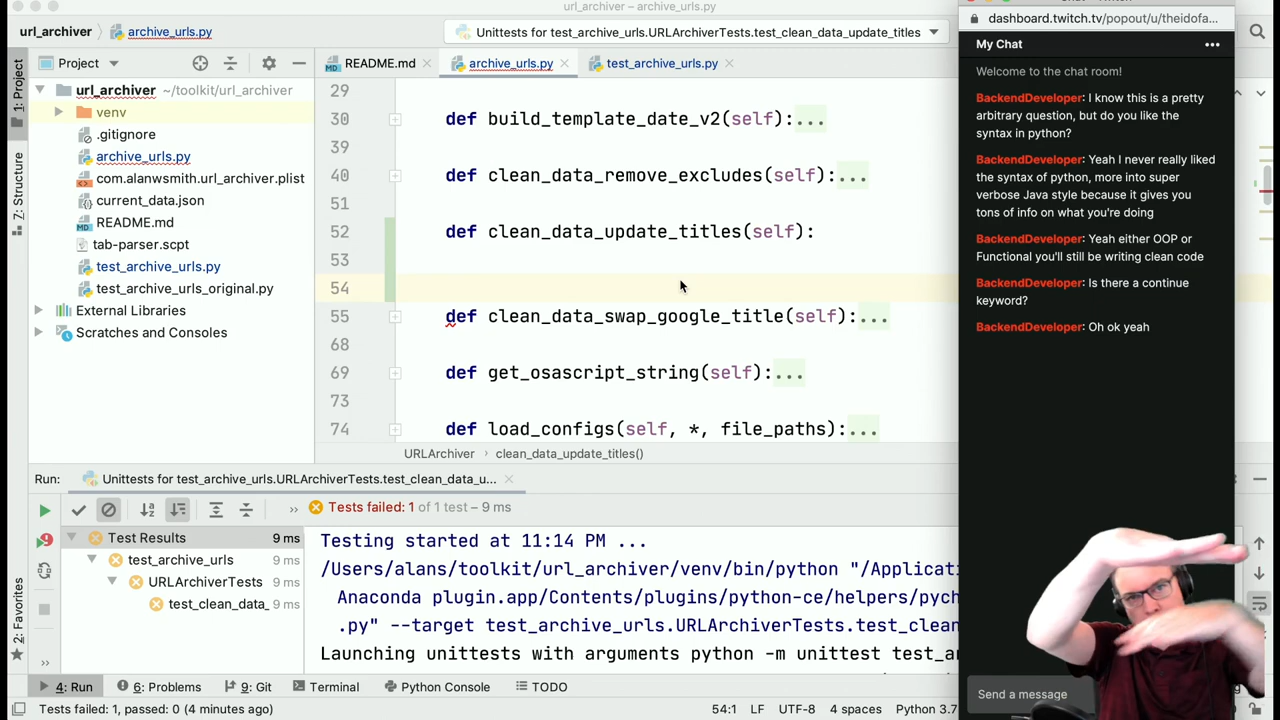 url_archiver – archive_urls.py
url_archiver
archive_urls.py
Unittests for test_archive_urls.URLArchiverTests.test_clean_data_update_titles
1: Project
7: Structure
2: Favorites
Project
url_archiver ~/toolkit/url_archiver
venv
.gitignore
archive_urls.py
com.alanwsmith.url_archiver.plist
current_data.json
README.md
tab-parser.scpt
test_archive_urls.py
test_archive_urls_original.py
External Libraries
Scratches and Consoles
README.md
archive_urls.py
test_archive_urls.py
29
30 def build_template_date_v2(self):...
39
40 def clean_data_remove_excludes(self):...
51
52 def clean_data_update_titles(self):
53
54
55 def clean_data_swap_google_title(self):...
68
69 def get_osascript_string(self):...
73
74 def load_configs(self, *, file_paths):...
URLArchiver › clean_data_update_titles()
Run: Unittests for test_archive_urls.URLArchiverTests.test_clean_data_u...
Tests failed: 1 of 1 test – 9 ms
Test Results 9 ms
test_archive_urls 9 ms
URLArchiverTests 9 ms
test_clean_data_ 9 ms
Testing started at 11:14 PM ...
/Users/alans/toolkit/url_archiver/venv/bin/python "/Applicati
Anaconda plugin.app/Contents/plugins/python-ce/helpers/pych
.py" --target test_archive_urls.URLArchiverTests.test_clean
Launching unittests with arguments python -m unittest test_a
4: Run
6: Problems
9: Git
Terminal
Python Console
TODO
Tests failed: 1, passed: 0 (4 minutes ago)
54:1 LF UTF-8 4 spaces Python 3.7
dashboard.twitch.tv/popout/u/theidofa...
My Chat
Welcome to the chat room!
BackendDeveloper: I know this is a pretty
arbitrary question, but do you like the
syntax in python?
BackendDeveloper: Yeah I never really liked
the syntax of python, more into super
verbose Java style because it gives you
tons of info on what you're doing
BackendDeveloper: Yeah either OOP or
Functional you'll still be writing clean code
BackendDeveloper: Is there a continue
keyword?
BackendDeveloper: Oh ok yeah
Send a message